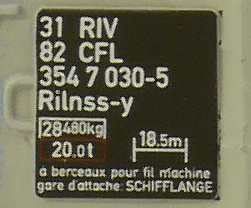 31 RIV
82 CFL
354 7 030-5
Rilnss-y
28480kg
20,0t
18.5m
à berceaux pour fil machine
gare d'attache: SCHIFFLANGE